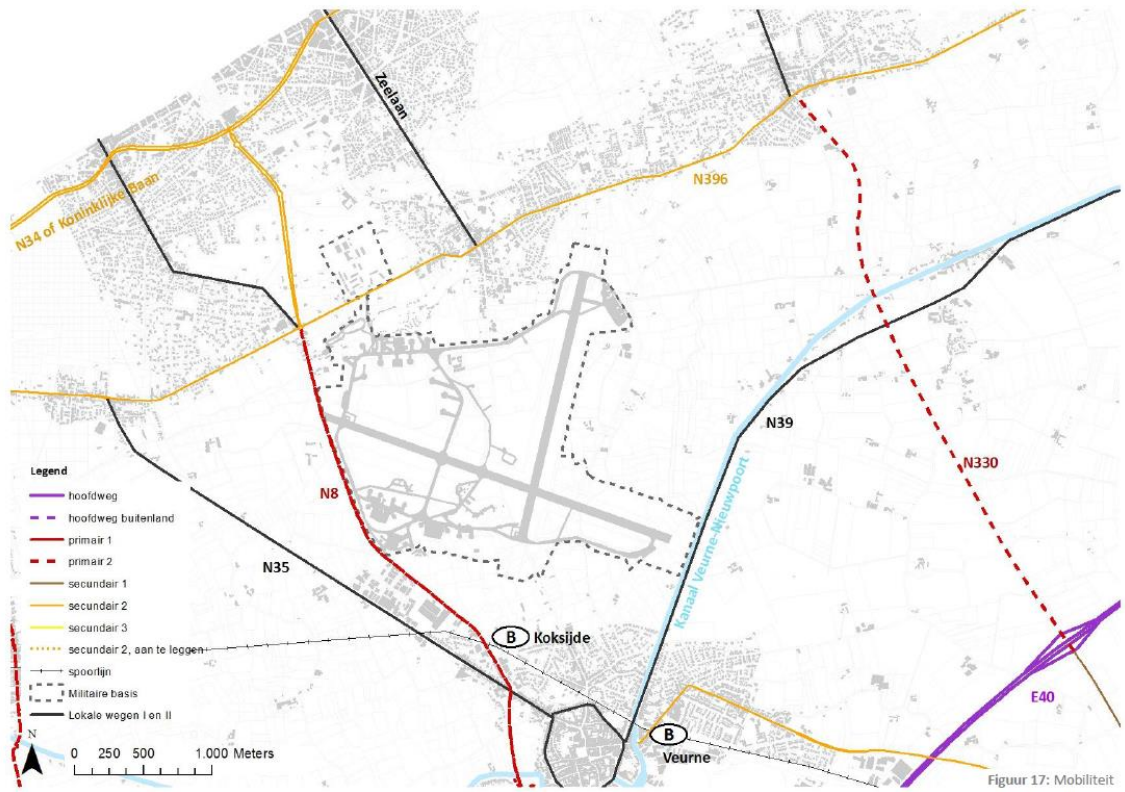 Zeelaan
N396
N34 of Koninklijke Baan
N39
N330
N8
Kanaal Veurne-Nieuwpoort
N35
B Koksijde
E40
B
Veurne
Legend
hoofdweg
hoofdweg buitenland
primair 1
primair 2
secundair 1
secundair 2
secundair 3
secundair 2, aan te leggen
spoorlijn
Militaire basis
Lokale wegen I en II
N
0 250 500 1.000 Meters
Figuur 17: Mobiliteit